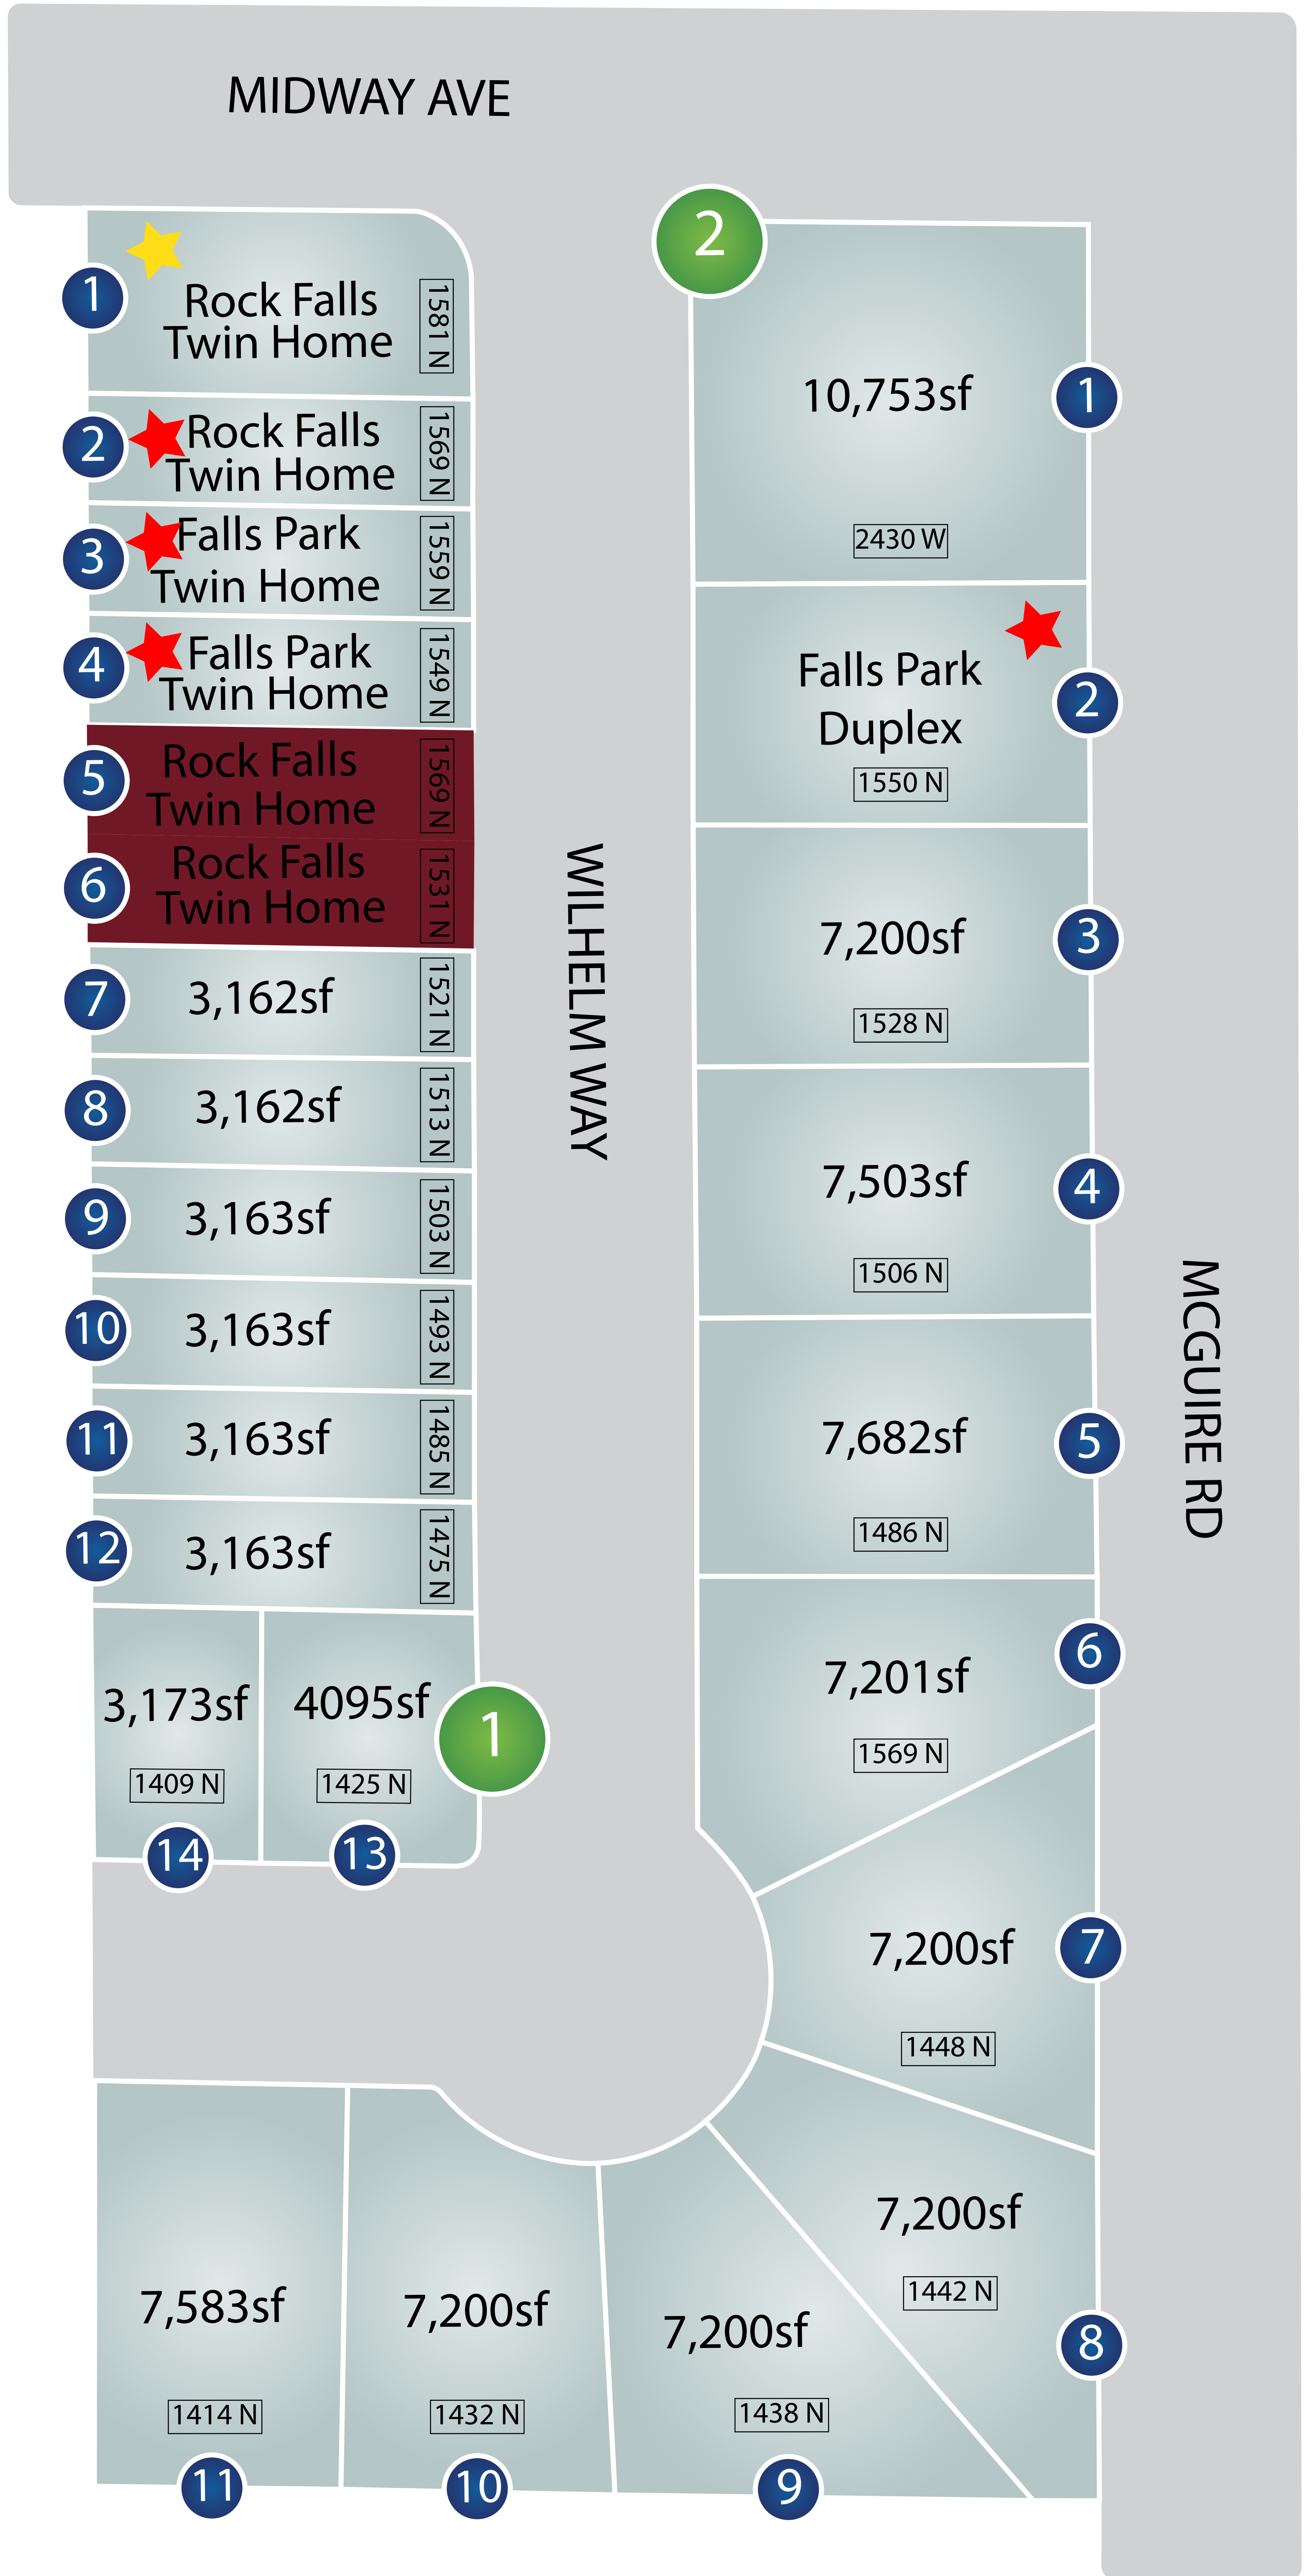 MIDWAY AVE
1
Rock Falls
Twin Home
1581 N
2
Rock Falls
Twin Home
1569 N
3
Falls Park
Twin Home
1559 N
4
Falls Park
Twin Home
1549 N
5
Rock Falls
Twin Home
1569 N
6
Rock Falls
Twin Home
1531 N
7
3,162sf
1521 N
8
3,162sf
1513 N
9
3,163sf
1503 N
10
3,163sf
1493 N
11
3,163sf
1485 N
12
3,163sf
1475 N
3,173sf
1409 N
14
4095sf
1425 N
13
1
WILHELM WAY
2
10,753sf
2430 W
1
Falls Park
Duplex
1550 N
2
7,200sf
1528 N
3
7,503sf
1506 N
4
7,682sf
1486 N
5
7,201sf
1569 N
6
7,200sf
1448 N
7
7,200sf
1442 N
8
7,200sf
1438 N
9
7,200sf
1432 N
10
7,583sf
1414 N
11
MCGUIRE RD